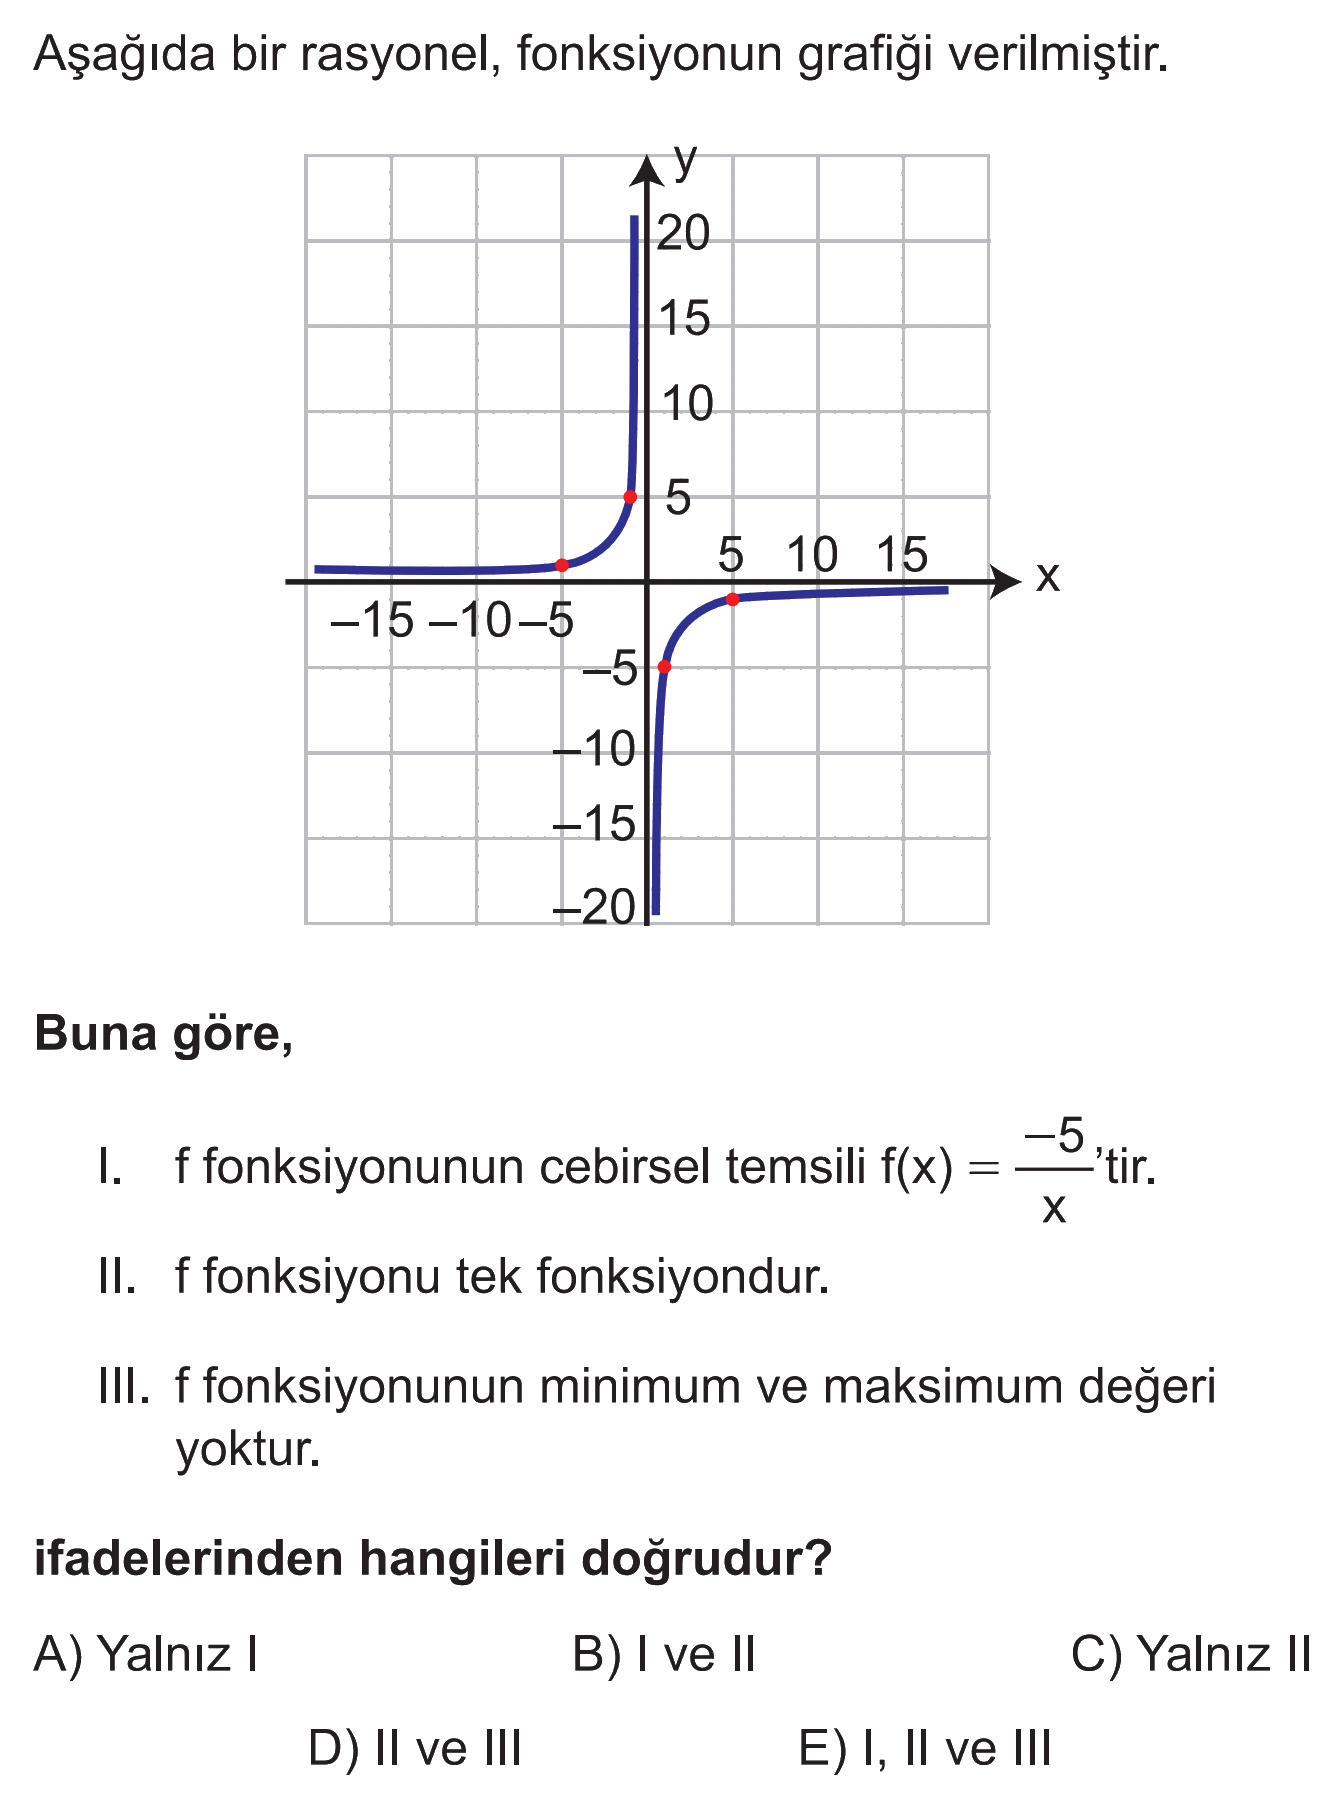 Aşağıda bir rasyonel, fonksiyonun grafiği verilmiştir.
y
20
15
10
5
5 10 15
x
–15 –10 –5
–5
–10
–15
–20
Buna göre,
I. f fonksiyonunun cebirsel temsili f(x) = –5/x ’tir.
II. f fonksiyonu tek fonksiyondur.
III. f fonksiyonunun minimum ve maksimum değeri
yoktur.
ifadelerinden hangileri doğrudur?
A) Yalnız I B) I ve II C) Yalnız II
D) II ve III E) I, II ve III